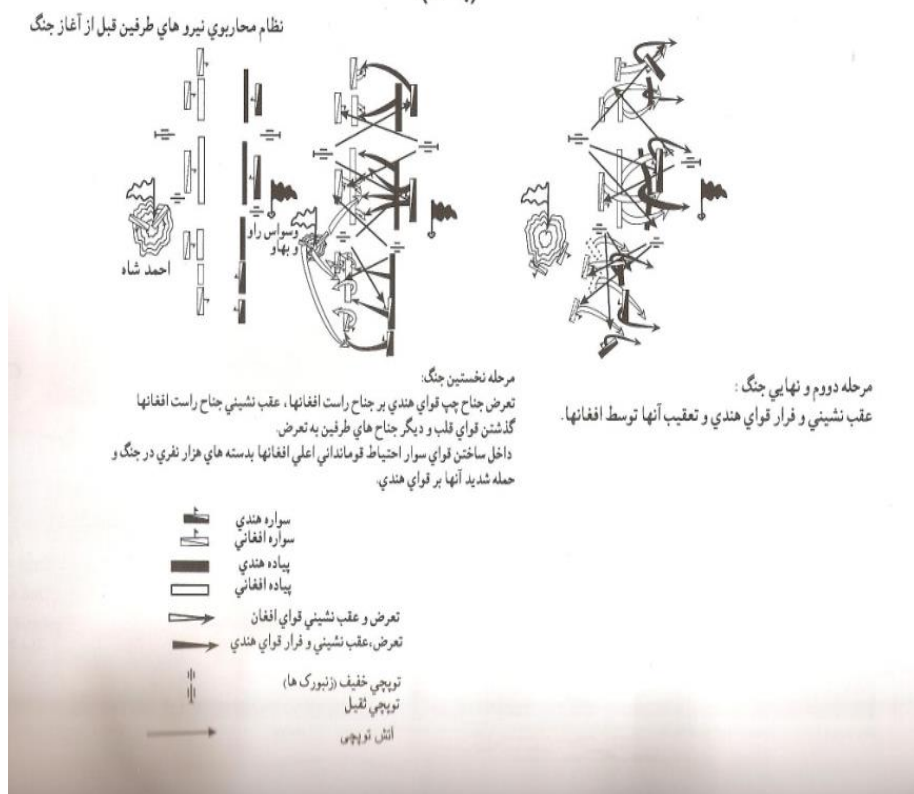 نظام محاربوي نيرو هاي طرفين قبل از آغاز جنگ
وسواس راو
و بهاو
احمد شاه
مرحله نخستين جنگ:
تعرض جناح چپ قواي هندي بر جناح راست افغانها، عقب نشيني جناح راست افغانها
گذشتن قواي قلب و ديگر جناح هاي طرفين به تعرض.
داخل ساختن قواي سوار احتياط قومانداني اعلي افغانها بدسته هاي هزار نفري در جنگ و
حمله شديد آنها بر قواي هندي.
مرحله دووم و نهايي جنگ :
عقب نشيني و فرار قواي هندي و تعقيب آنها توسط افغانها.
سواره هندي
سواره افغاني
پياده هندي
پياده افغاني
تعرض و عقب نشيني قواي افغان
تعرض،عقب نشيني و فرار قواي هندي
توپچي خفيف (زنبورک ها)
توپچي ثقيل
آتش توپچی